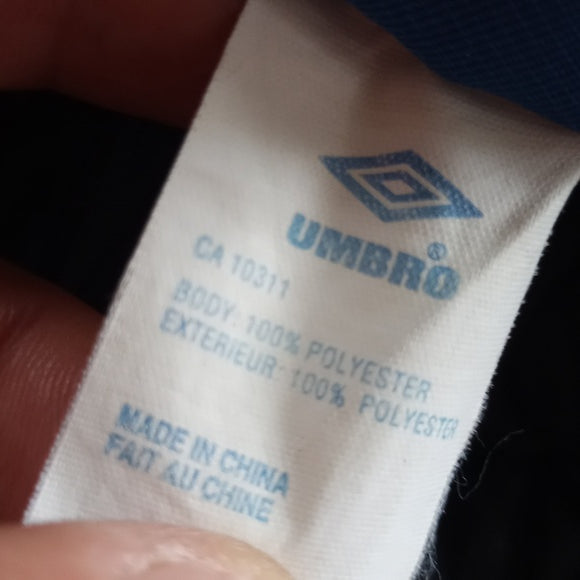 UMBRO®
CA 10311
BODY: 100% POLYESTER
EXTERIEUR: 100% POLYESTER
MADE IN CHINA
FAIT AU CHINE